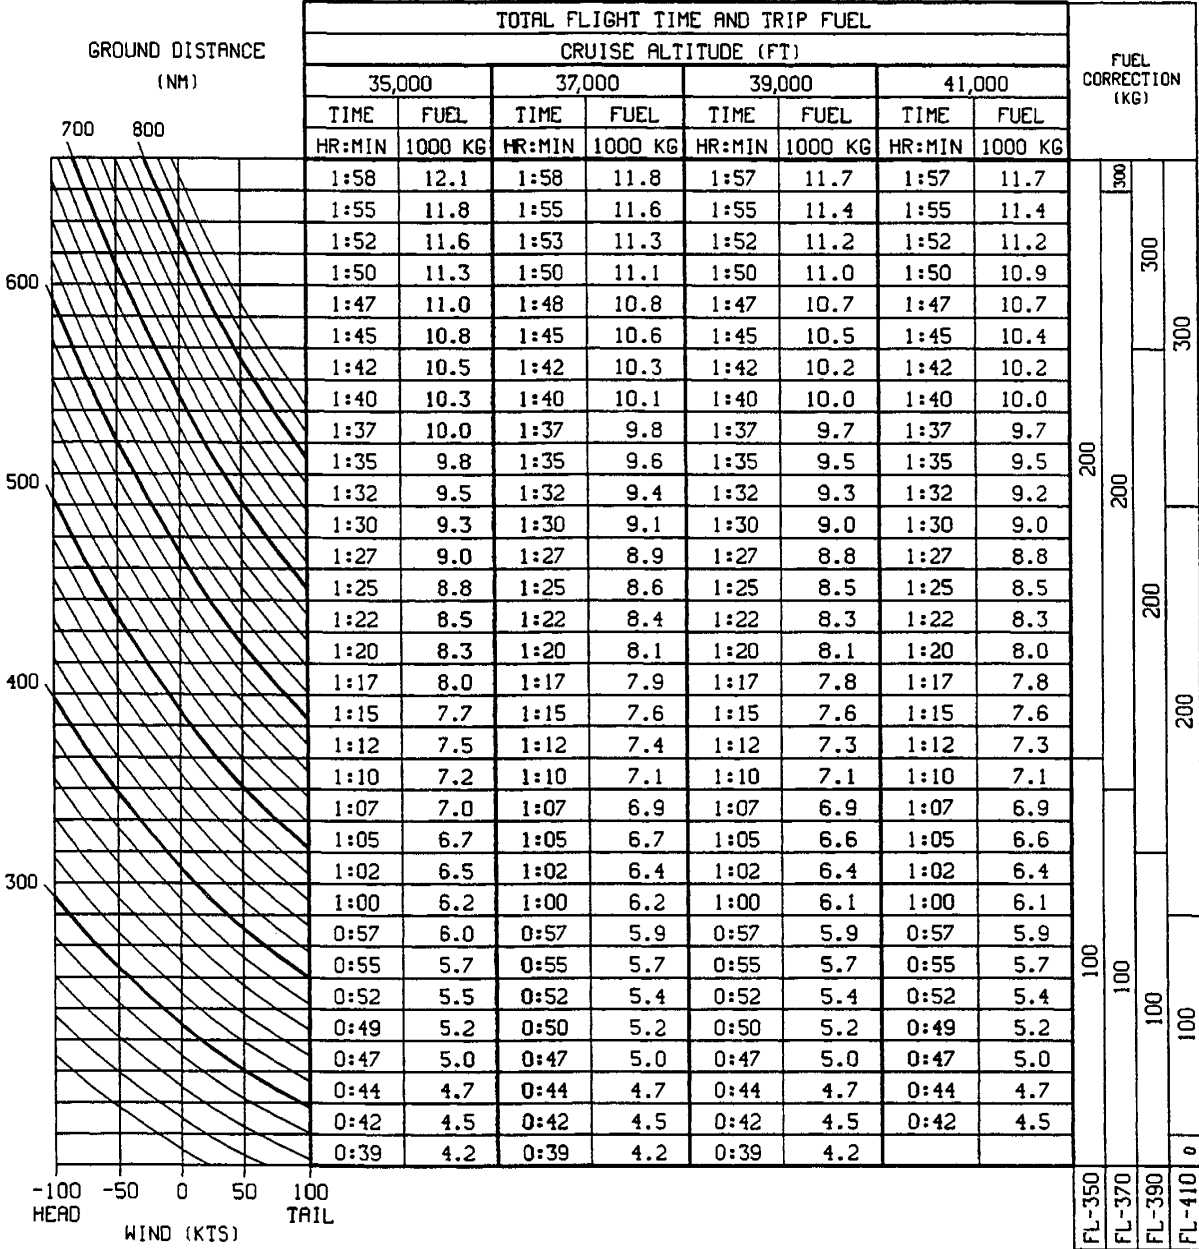 TOTAL FLIGHT TIME AND TRIP FUEL
GROUND DISTANCE
(NM)
CRUISE ALTITUDE (FT)
FUEL
CORRECTION
(KG)
35,000 37,000 39,000 41,000
TIME FUEL TIME FUEL TIME FUEL TIME FUEL
HR:MIN 1000 KG HR:MIN 1000 KG HR:MIN 1000 KG HR:MIN 1000 KG
700 800
1:58 12.1 1:58 11.8 1:57 11.7 1:57 11.7
1:55 11.8 1:55 11.6 1:55 11.4 1:55 11.4
1:52 11.6 1:53 11.3 1:52 11.2 1:52 11.2
600 1:50 11.3 1:50 11.1 1:50 11.0 1:50 10.9
1:47 11.0 1:48 10.8 1:47 10.7 1:47 10.7
1:45 10.8 1:45 10.6 1:45 10.5 1:45 10.4
1:42 10.5 1:42 10.3 1:42 10.2 1:42 10.2
1:40 10.3 1:40 10.1 1:40 10.0 1:40 10.0
1:37 10.0 1:37 9.8 1:37 9.7 1:37 9.7
1:35 9.8 1:35 9.6 1:35 9.5 1:35 9.5
500 1:32 9.5 1:32 9.4 1:32 9.3 1:32 9.2
1:30 9.3 1:30 9.1 1:30 9.0 1:30 9.0
1:27 9.0 1:27 8.9 1:27 8.8 1:27 8.8
1:25 8.8 1:25 8.6 1:25 8.5 1:25 8.5
1:22 8.5 1:22 8.4 1:22 8.3 1:22 8.3
1:20 8.3 1:20 8.1 1:20 8.1 1:20 8.0
400 1:17 8.0 1:17 7.9 1:17 7.8 1:17 7.8
1:15 7.7 1:15 7.6 1:15 7.6 1:15 7.6
1:12 7.5 1:12 7.4 1:12 7.3 1:12 7.3
1:10 7.2 1:10 7.1 1:10 7.1 1:10 7.1
1:07 7.0 1:07 6.9 1:07 6.9 1:07 6.9
1:05 6.7 1:05 6.7 1:05 6.6 1:05 6.6
1:02 6.5 1:02 6.4 1:02 6.4 1:02 6.4
300 1:00 6.2 1:00 6.2 1:00 6.1 1:00 6.1
0:57 6.0 0:57 5.9 0:57 5.9 0:57 5.9
0:55 5.7 0:55 5.7 0:55 5.7 0:55 5.7
0:52 5.5 0:52 5.4 0:52 5.4 0:52 5.4
0:49 5.2 0:50 5.2 0:50 5.2 0:49 5.2
0:47 5.0 0:47 5.0 0:47 5.0 0:47 5.0
0:44 4.7 0:44 4.7 0:44 4.7 0:44 4.7
0:42 4.5 0:42 4.5 0:42 4.5 0:42 4.5
0:39 4.2 0:39 4.2 0:39 4.2
-100 -50 0 50 100
HEAD TAIL
WIND (KTS)
200 100 FL-350
300 200 100 FL-370
300 200 100 FL-390
300 200 100 0 FL-410